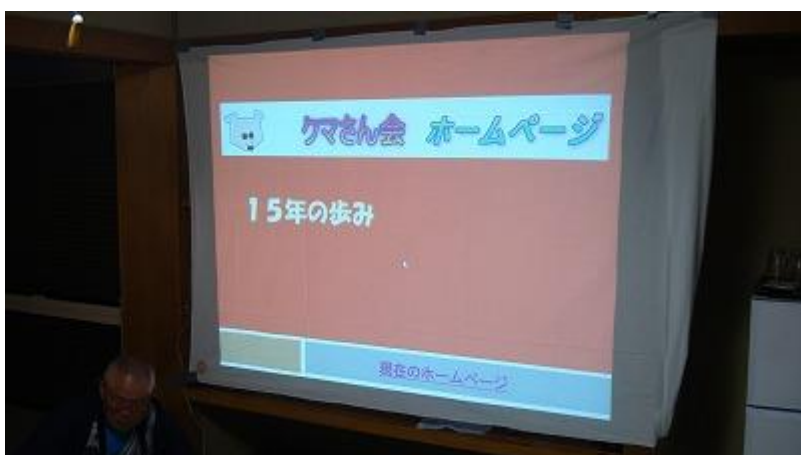 クマさん会 ホームページ
15年の歩み
現在のホームページ